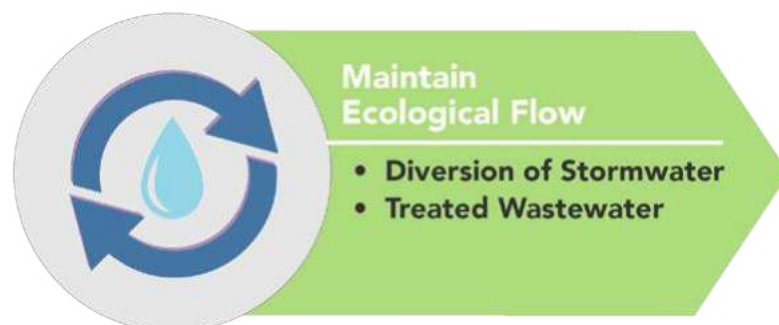 Maintain
Ecological Flow
• Diversion of Stormwater
• Treated Wastewater